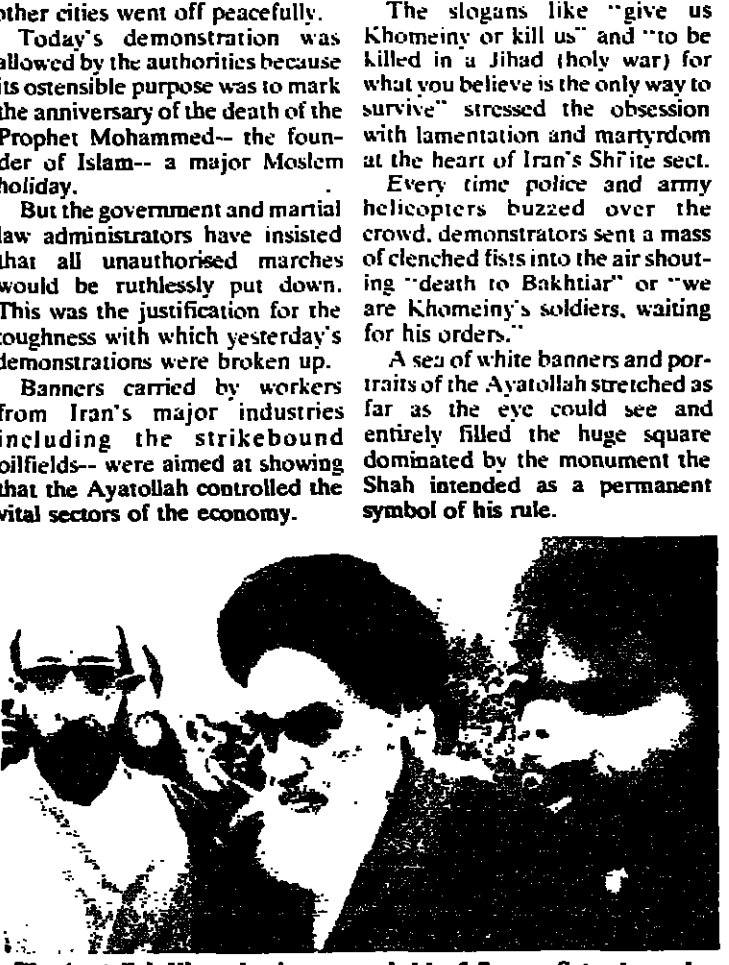 other cities went off peacefully.
Today's demonstration was
allowed by the authorities because
its ostensible purpose was to mark
the anniversary of the death of the
Prophet Mohammed-- the foun-
der of Islam-- a major Moslem
holiday.
But the government and martial
law administrators have insisted
that all unauthorised marches
would be ruthlessly put down.
This was the justification for the
toughness with which yesterday's
demonstrations were broken up.
Banners carried by workers
from Iran's major industries
including the strikebound
oilfields-- were aimed at showing
that the Ayatollah controlled the
vital sectors of the economy.
The slogans like "give us
Khomeiny or kill us" and "to be
killed in a Jihad (holy war) for
what you believe is the only way to
survive" stressed the obsession
with lamentation and martyrdom
at the heart of Iran's Shi'ite sect.
Every time police and army
helicopters buzzed over the
crowd, demonstrators sent a mass
of clenched fists into the air shout-
ing "death to Bakhtiar" or "we
are Khomeiny's soldiers, waiting
for his orders."
A sea of white banners and por-
traits of the Ayatollah stretched as
far as the eye could see and
entirely filled the huge square
dominated by the monument the
Shah intended as a permanent
symbol of his rule.